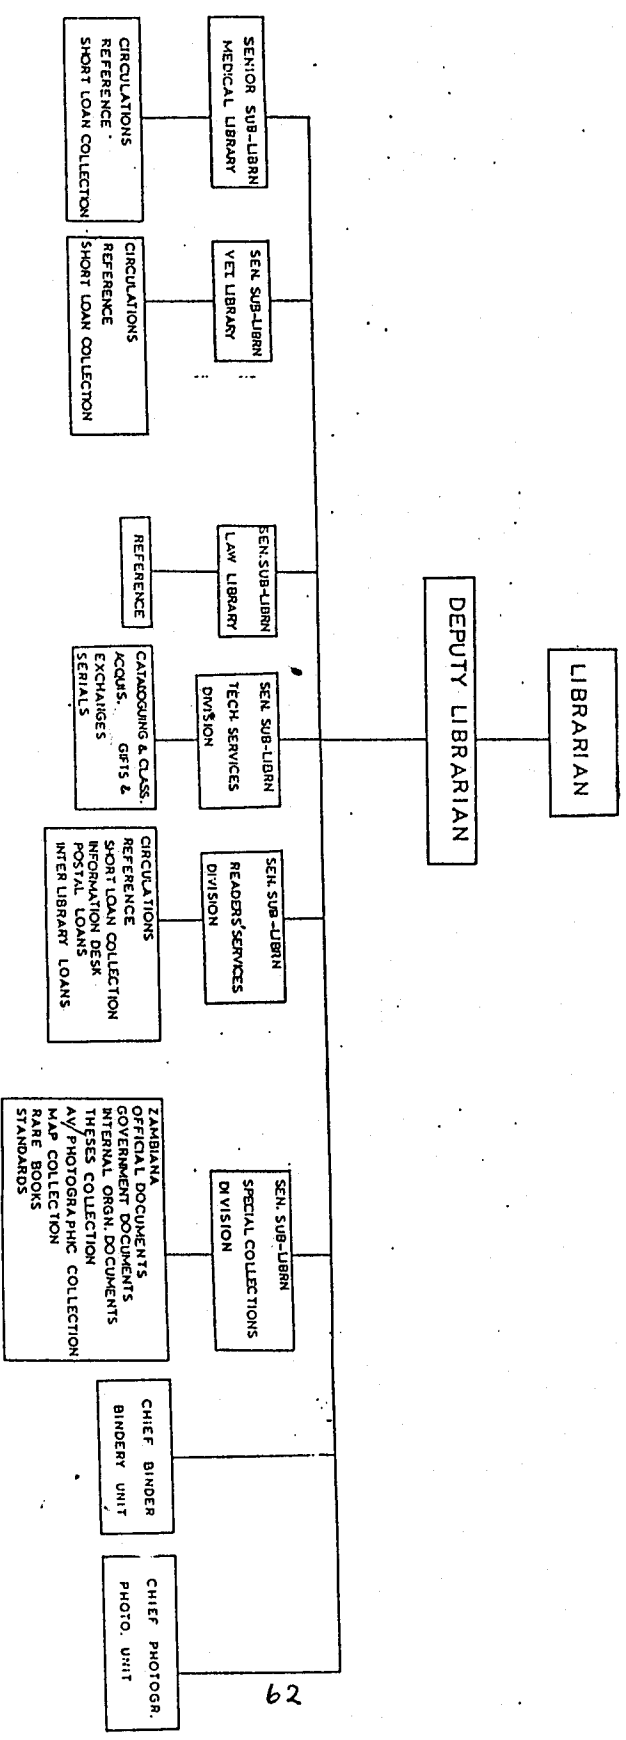 LIBRARIAN
DEPUTY LIBRARIAN
SENIOR SUB-LIBRN
MEDICAL LIBRARY
CIRCULATIONS
REFERENCE
SHORT LOAN COLLECTION
SEN. SUB-LIBRN
VET LIBRARY
CIRCULATIONS
REFERENCE
SHORT LOAN COLLECTION
SEN. SUB-LIBRN
LAW LIBRARY
REFERENCE
SEN. SUB-LIBRN
TECH. SERVICES
DIVISION
CATALOGUING & CLASS.
ACQUIS. GIFTS &
EXCHANGES
SERIALS
SEN. SUB-LIBRN
READERS' SERVICES
DIVISION
CIRCULATIONS
REFERENCE
SHORT LOAN COLLECTION
INFORMATION DESK
POSTAL LOANS
INTER LIBRARY LOANS
SEN. SUB-LIBRN
SPECIAL COLLECTIONS
DIVISION
ZAMBIANA
OFFICIAL DOCUMENTS
GOVERNMENT DOCUMENTS
INTERNAL ORGN. DOCUMENTS
THESES COLLECTION
AV/PHOTOGRAPHIC COLLECTION
MAP COLLECTION
RARE BOOKS
STANDARDS
CHIEF BINDER
BINDERY UNIT
CHIEF PHOTOGR.
PHOTO. UNIT
62